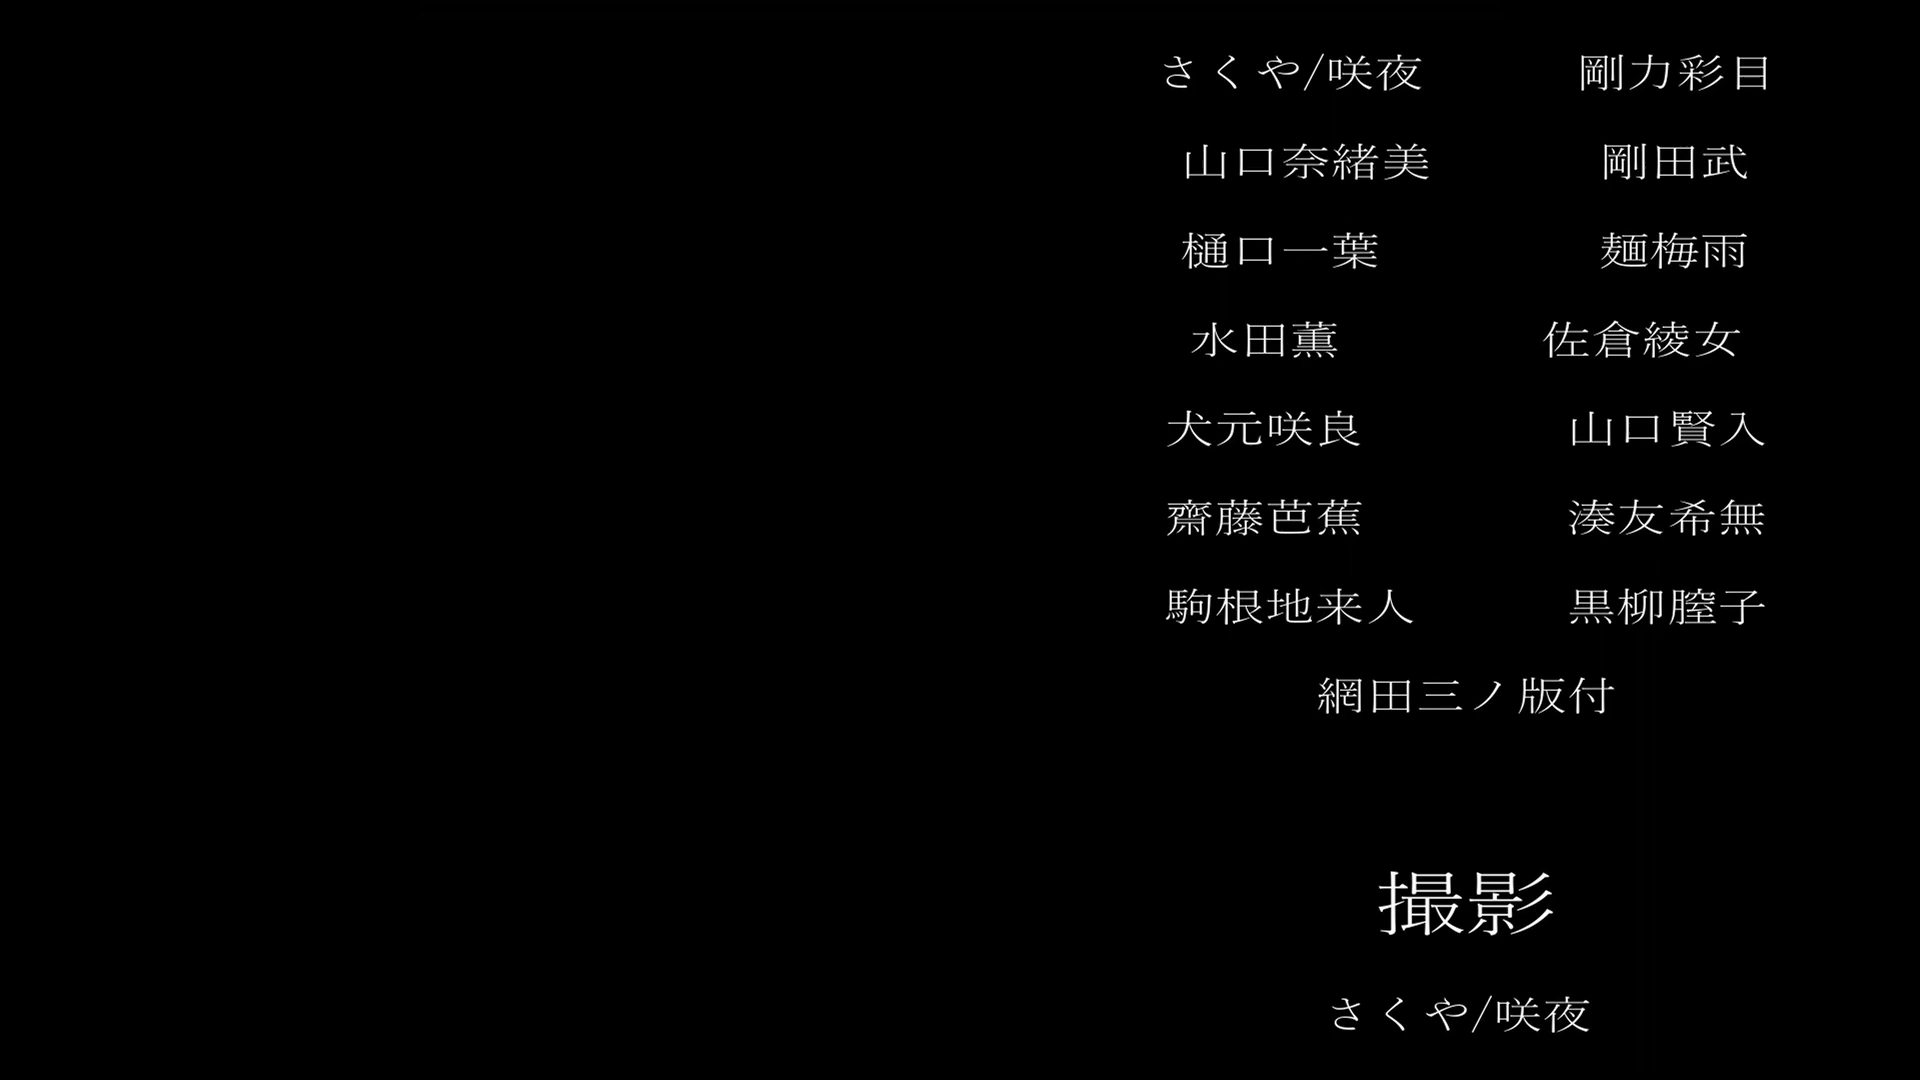 さくや/咲夜 剛力彩目
山口奈緒美 剛田武
樋口一葉 麺梅雨
水田薫 佐倉綾女
犬元咲良 山口賢入
齋藤芭蕉 湊友希無
駒根地来人 黒柳膣子
網田三ノ版付
撮影
さくや/咲夜